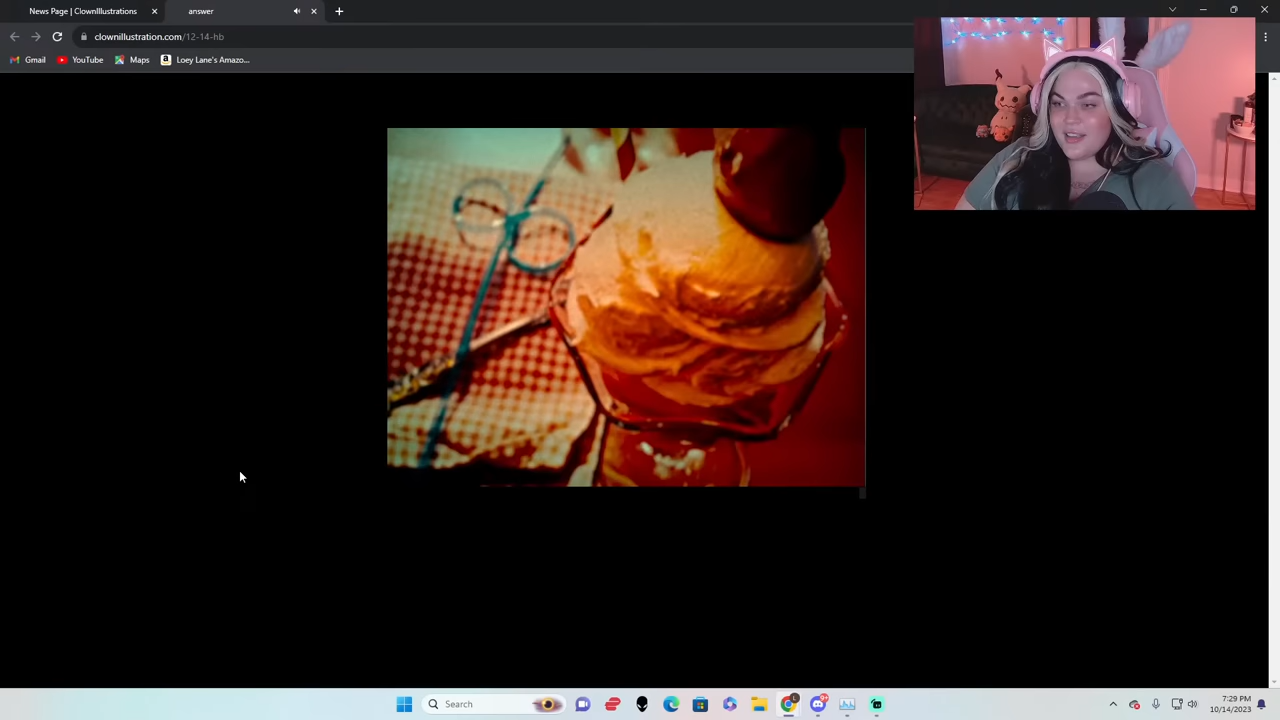 News Page | ClownIllustrations
answer
clownillustration.com/12-14-hb
Gmail
YouTube
Maps
Loey Lane's Amazo...
Search
L
9+
7:29 PM
10/14/2023